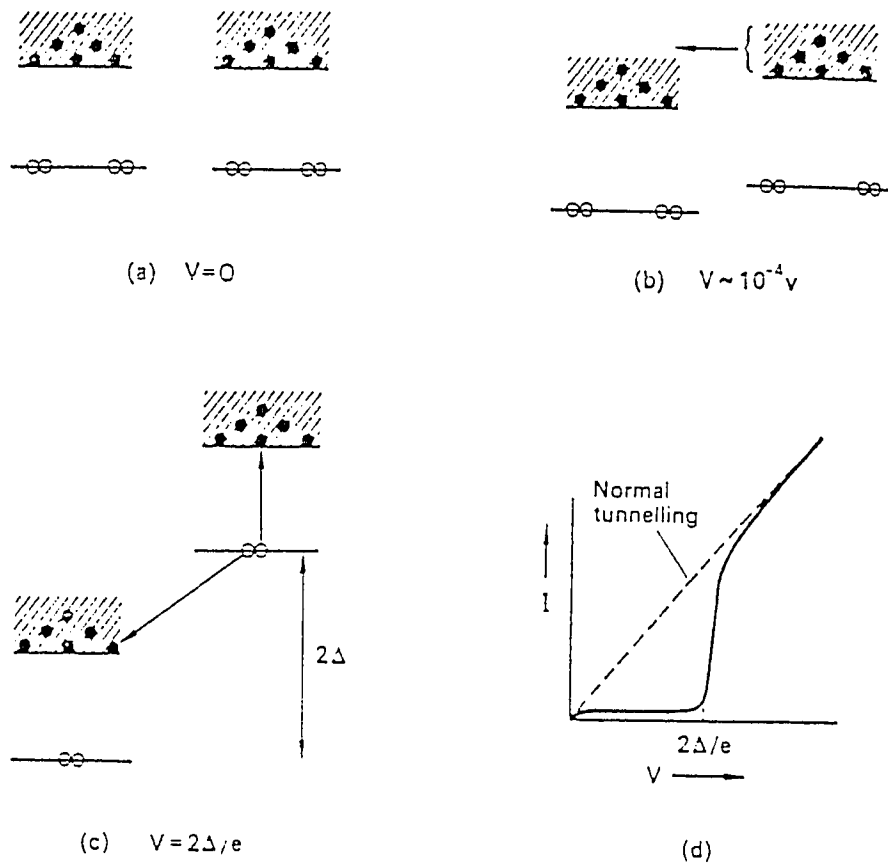 (a) V=0
(b) V~10⁻⁴v
2Δ
(c) V=2Δ/e
Normal
tunnelling
I
2Δ/e
V
(d)